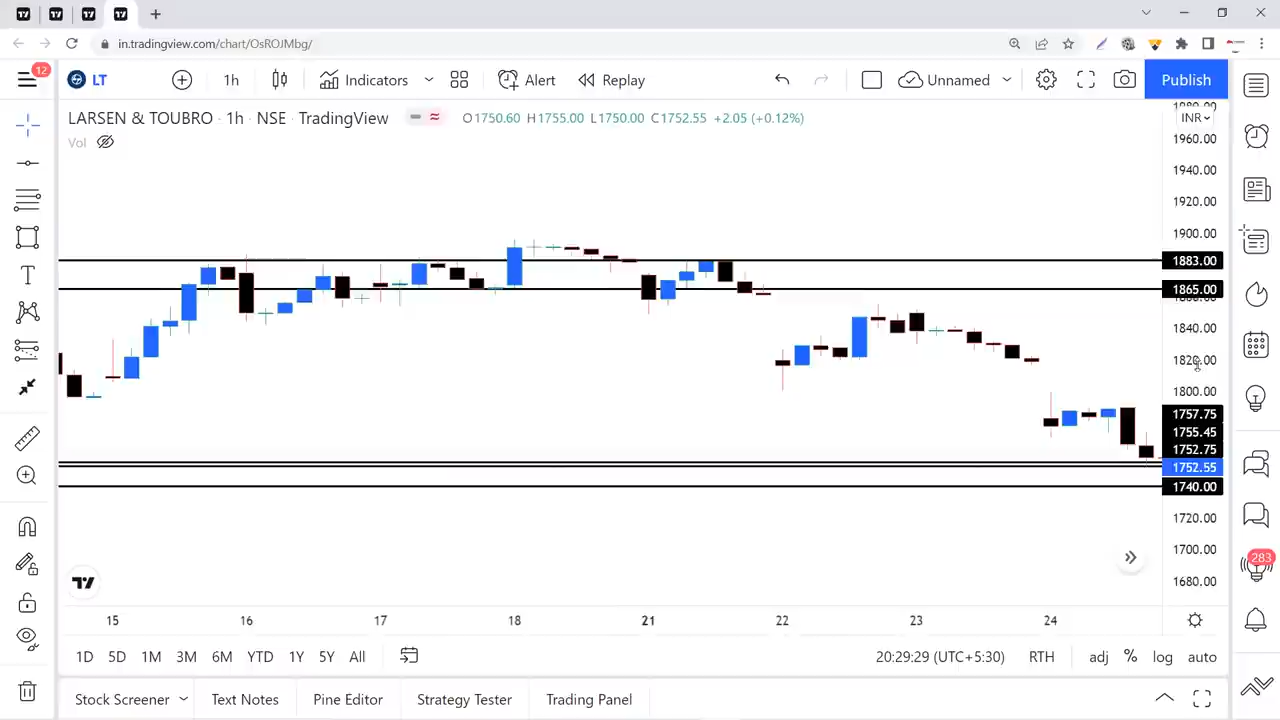 in.tradingview.com/chart/OsROJMbg/
12
LT
1h
Indicators
Alert
Replay
Unnamed
Publish
LARSEN & TOUBRO · 1h · NSE · TradingView
O1750.60 H1755.00 L1750.00 C1752.55 +2.05 (+0.12%)
Vol
INR
1960.00
1940.00
1920.00
1900.00
1883.00
1865.00
1840.00
1820.00
1800.00
1757.75
1755.45
1752.75
1752.55
1740.00
1720.00
1700.00
1680.00
283
15 16 17 18 21 22 23 24
1D 5D 1M 3M 6M YTD 1Y 5Y All
20:29:29 (UTC+5:30) RTH adj % log auto
Stock Screener Text Notes Pine Editor Strategy Tester Trading Panel